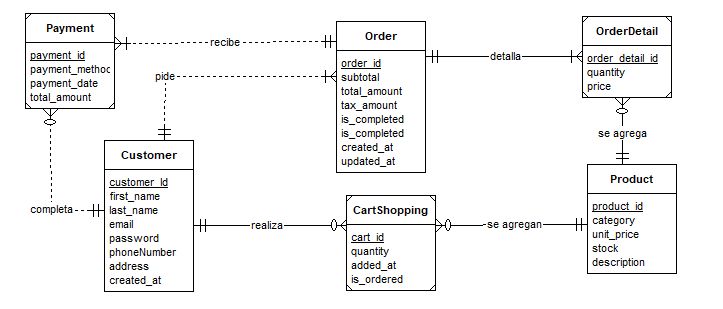 Payment
payment_id
payment_methoc
payment_date
total_amount
recibe
Order
order_id
subtotal
total_amount
tax_amount
is_completed
is_completed
created_at
updated_at
detalla
OrderDetail
order_detail_id
quantity
price
pide
se agrega
Customer
customer_Id
first_name
last_name
email
password
phoneNumber
address
created_at
completa
realiza
CartShopping
cart_id
quantity
added_at
is_ordered
se agregan
Product
product_id
category
unit_price
stock
description